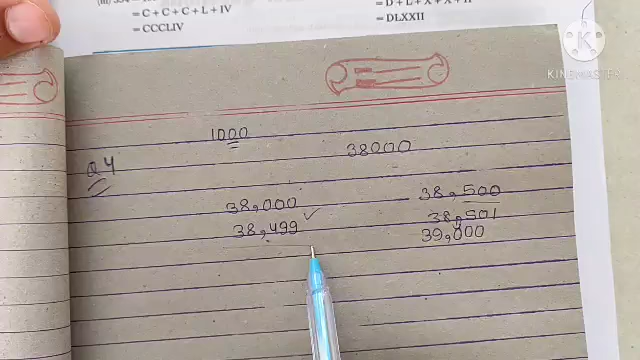 = C + C + C + L + IV
= CCCLIV
= DLXXII
KINEMASTER
1000
38000
Q4
38,000
38,499
38,500
38,501
39,000